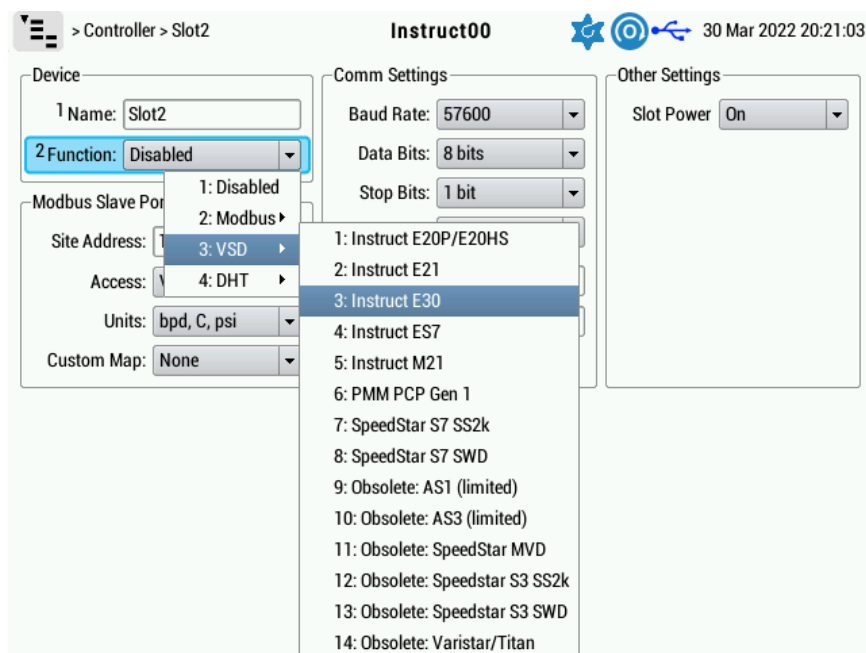 > Controller > Slot2
Instruct00
30 Mar 2022 20:21:03
Device
1 Name: Slot2
2 Function: Disabled
1: Disabled
2: Modbus
3: VSD
4: DHT
Modbus Slave Por
Site Address:
Access:
Units: bpd, C, psi
Custom Map: None
Comm Settings
Baud Rate: 57600
Data Bits: 8 bits
Stop Bits: 1 bit
1: Instruct E20P/E20HS
2: Instruct E21
3: Instruct E30
4: Instruct ES7
5: Instruct M21
6: PMM PCP Gen 1
7: SpeedStar S7 SS2k
8: SpeedStar S7 SWD
9: Obsolete: AS1 (limited)
10: Obsolete: AS3 (limited)
11: Obsolete: SpeedStar MVD
12: Obsolete: Speedstar S3 SS2k
13: Obsolete: Speedstar S3 SWD
14: Obsolete: Varistar/Titan
Other Settings
Slot Power On